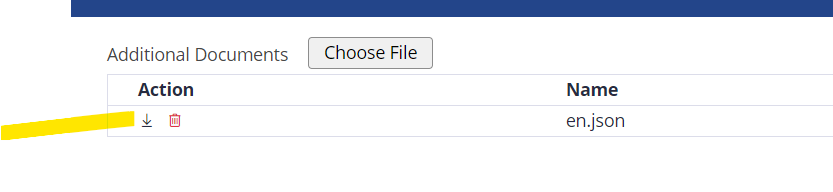 Additional Documents Choose File
Action Name
en.json